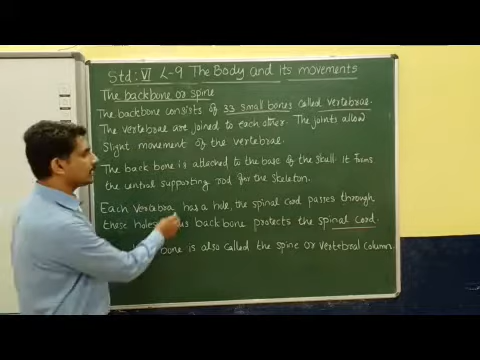 Std: VI L-9 The Body and its movements
The backbone or spine
The backbone consists of 33 small bones called vertebrae.
The vertebrae are joined to each other. The joints allow
slight movement of the vertebrae.
The back bone is attached to the base of the skull. It forms
the central supporting rod for the skeleton.
Each vertebra has a hole, the spinal cord passes through
these holes backbone protects the spinal cord.
bone is also called the spine or vertebral column.